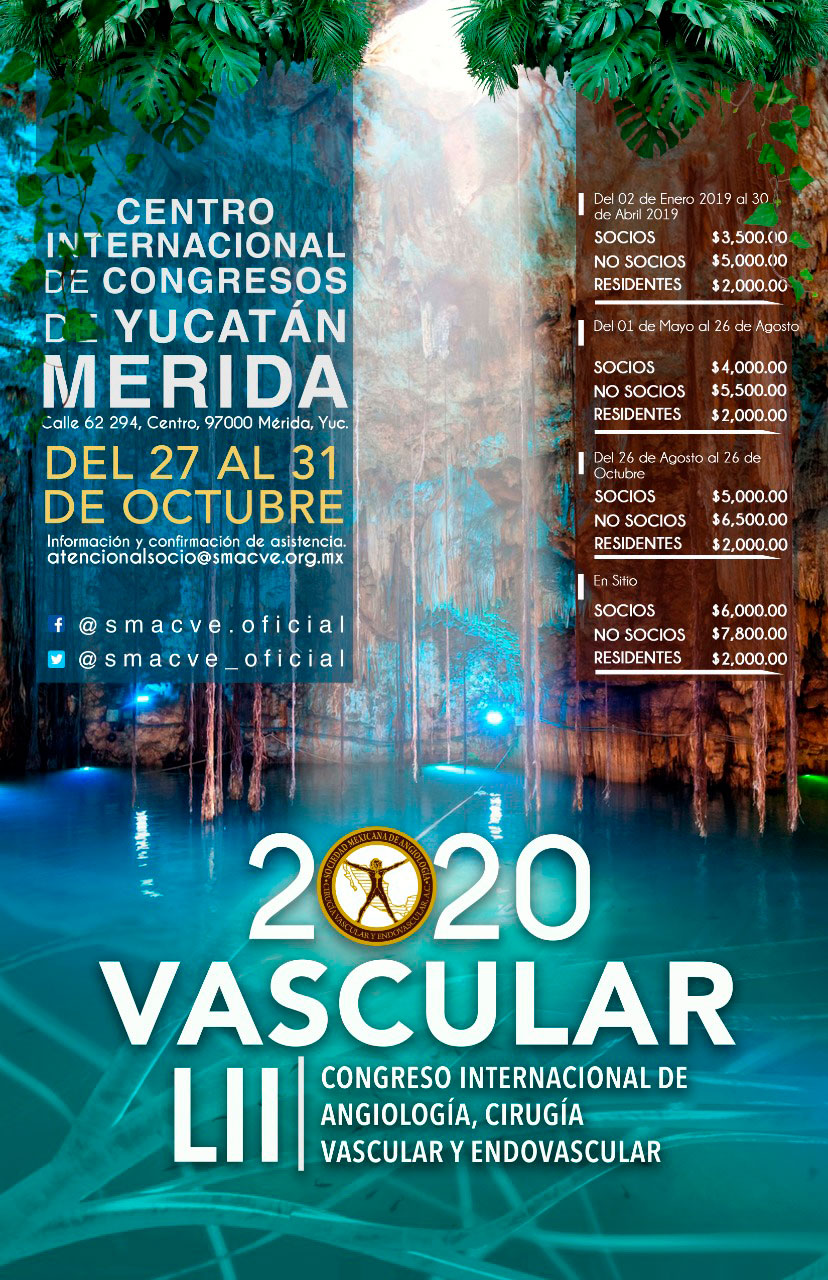 CENTRO
INTERNACIONAL
DE CONGRESOS
DE YUCATÁN
MERIDA
Calle 62 294, Centro, 97000 Mérida, Yuc.
DEL 27 AL 31
DE OCTUBRE
Información y confirmación de asistencia.
atencionalsocio@smacve.org.mx
@smacve.oficial
@smacve_oficial
Del 02 de Enero 2019 al 30
de Abril 2019
SOCIOS $3,500.00
NO SOCIOS $5,000.00
RESIDENTES $2,000.00
Del 01 de Mayo al 26 de Agosto
SOCIOS $4,000.00
NO SOCIOS $5,500.00
RESIDENTES $2,000.00
Del 26 de Agosto al 26 de
Octubre
SOCIOS $5,000.00
NO SOCIOS $6,500.00
RESIDENTES $2,000.00
En Sitio
SOCIOS $6,000.00
NO SOCIOS $7,800.00
RESIDENTES $2,000.00
2020
SOCIEDAD MEXICANA DE ANGIOLOGÍA
CIRUGÍA VASCULAR Y ENDOVASCULAR, A.C.
VASCULAR
LII
CONGRESO INTERNACIONAL DE
ANGIOLOGÍA, CIRUGÍA
VASCULAR Y ENDOVASCULAR